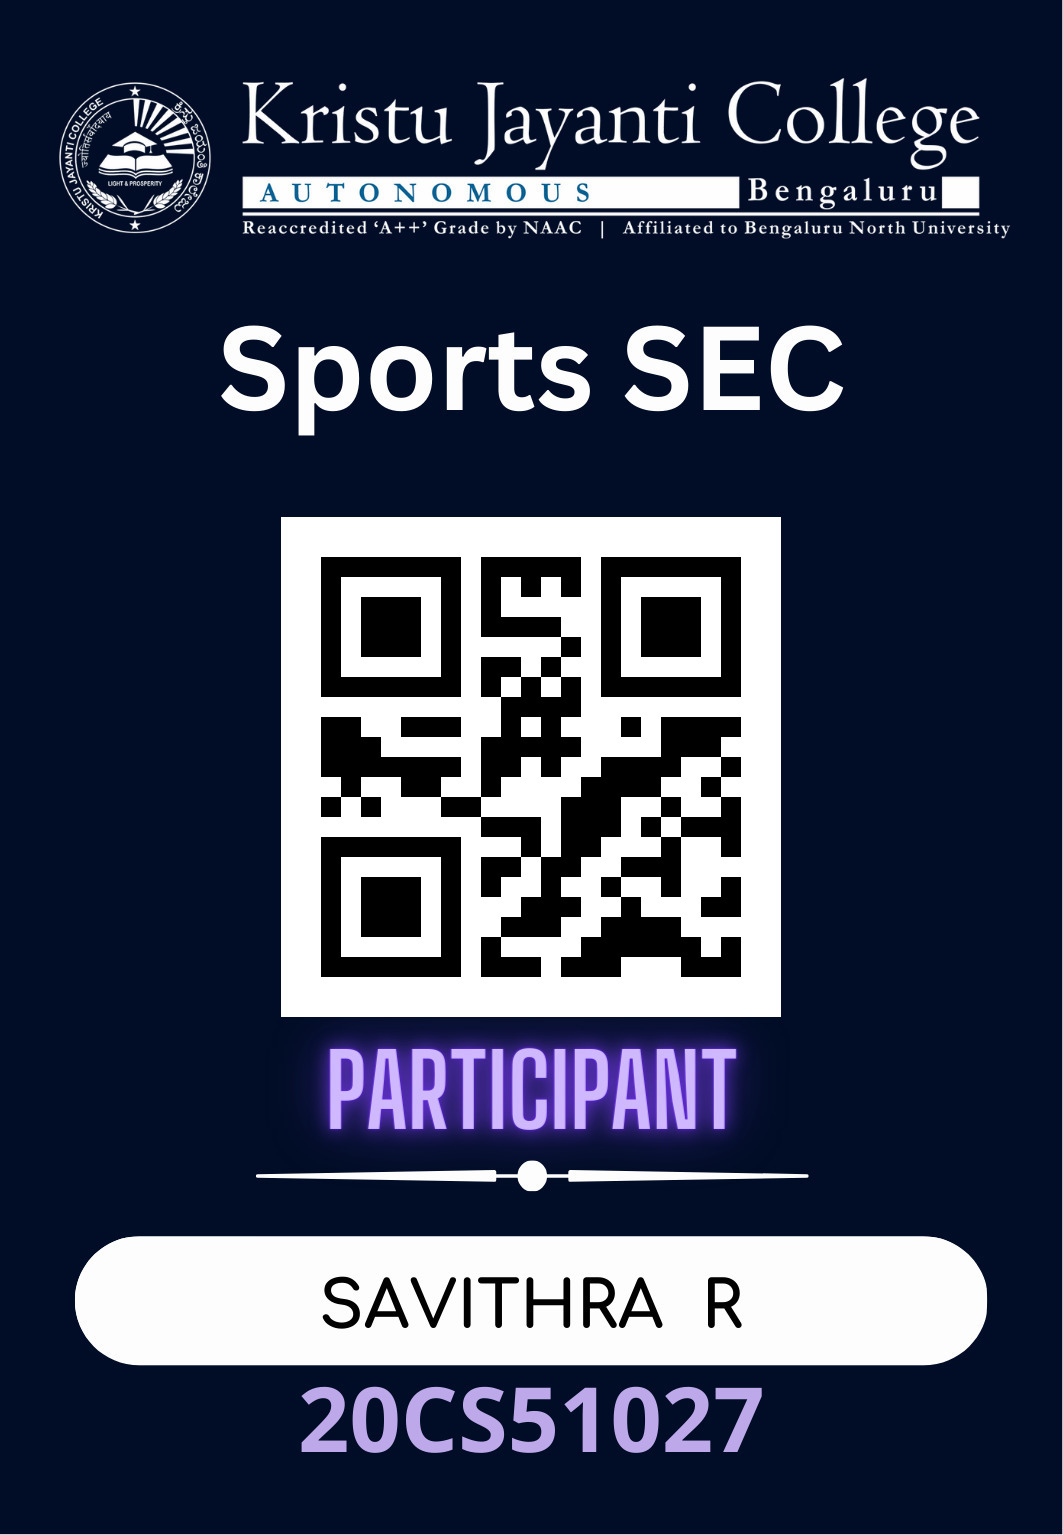 KRISTU JAYANTI COLLEGE
ಕ್ರಿಸ್ತು ಜಯಂತಿ ಕಾಲೇಜು
LIGHT & PROSPERITY
Kristu Jayanti College
AUTONOMOUS Bengaluru
Reaccredited ‘A++’ Grade by NAAC | Affiliated to Bengaluru North University
Sports SEC
PARTICIPANT
SAVITHRA R
20CS51027